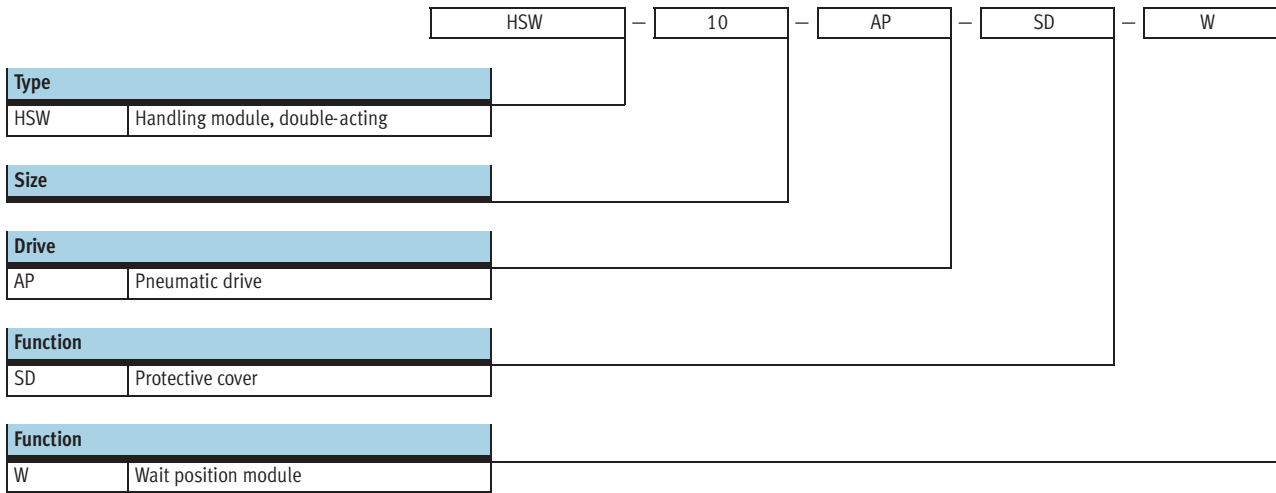 HSW – 10 – AP – SD – W
Type
HSW Handling module, double-acting
Size
Drive
AP Pneumatic drive
Function
SD Protective cover
Function
W Wait position module